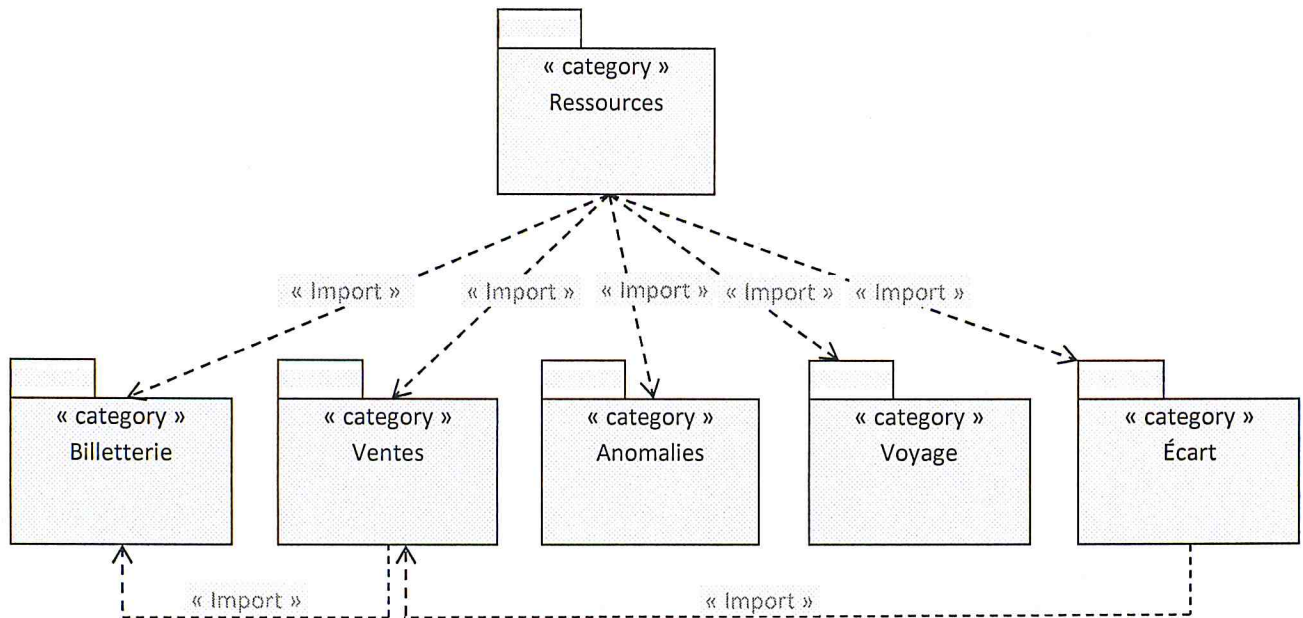 « category »
Ressources
« Import »
« Import »
« Import »
« Import »
« Import »
« category »
Billetterie
« category »
Ventes
« category »
Anomalies
« category »
Voyage
« category »
Écart
« Import »
« Import »